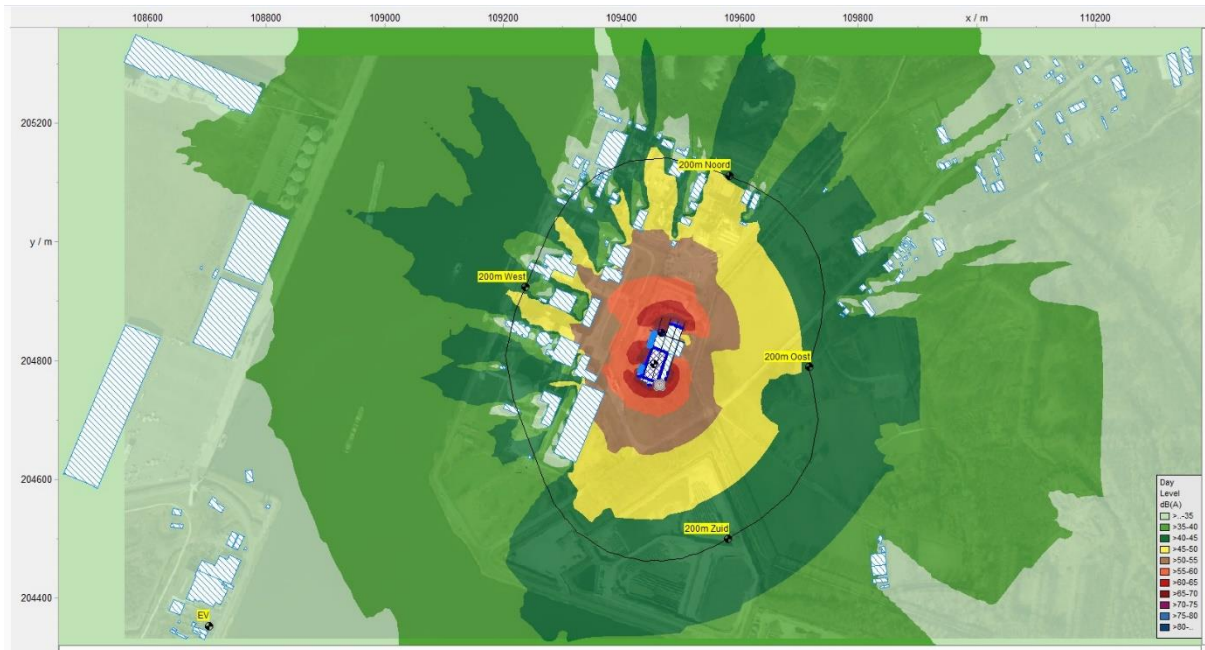 108600 108800 109000 109200 109400 109600 109800 x / m 110200
205200
y / m
204800
204600
204400
200m Noord
200m West
200m Oost
200m Zuid
EV
Day
Level
dB(A)
>..-35
>35-40
>40-45
>45-50
>50-55
>55-60
>60-65
>65-70
>70-75
>75-80
>80-..